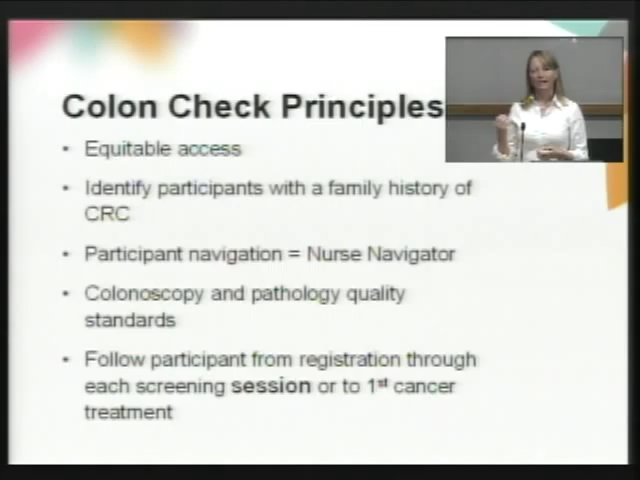 Colon Check Principles
• Equitable access
• Identify participants with a family history of
CRC
• Participant navigation = Nurse Navigator
• Colonoscopy and pathology quality
standards
• Follow participant from registration through
each screening session or to 1st cancer
treatment